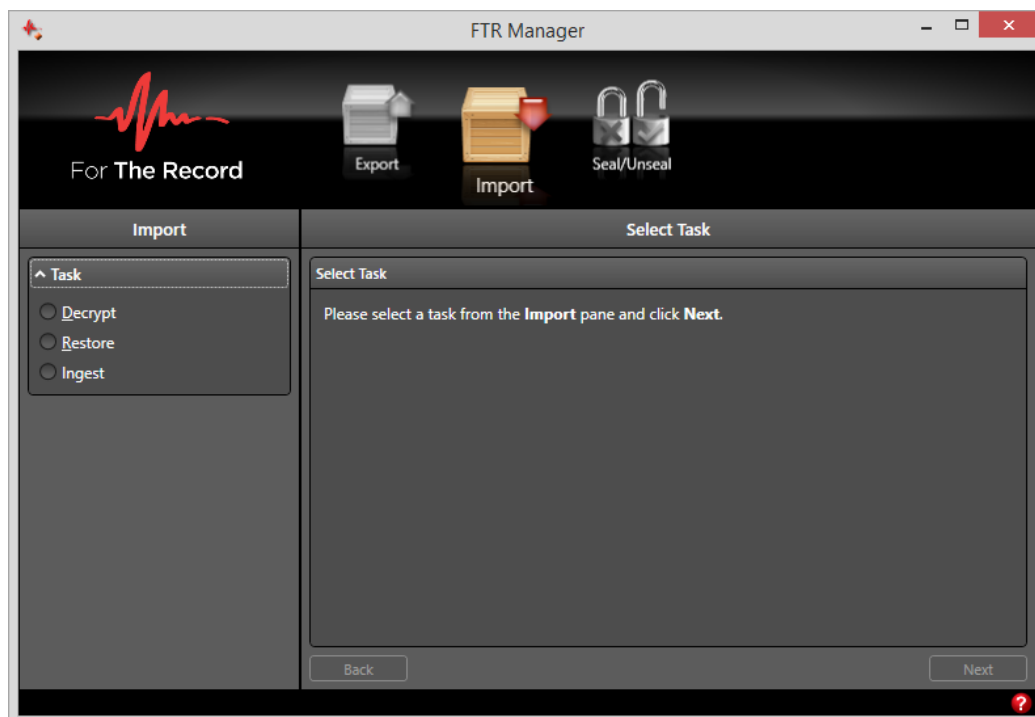 FTR Manager
For The Record
Export
Import
Seal/Unseal
Import
Select Task
Task
Decrypt
Restore
Ingest
Select Task
Please select a task from the Import pane and click Next.
Back
Next
?